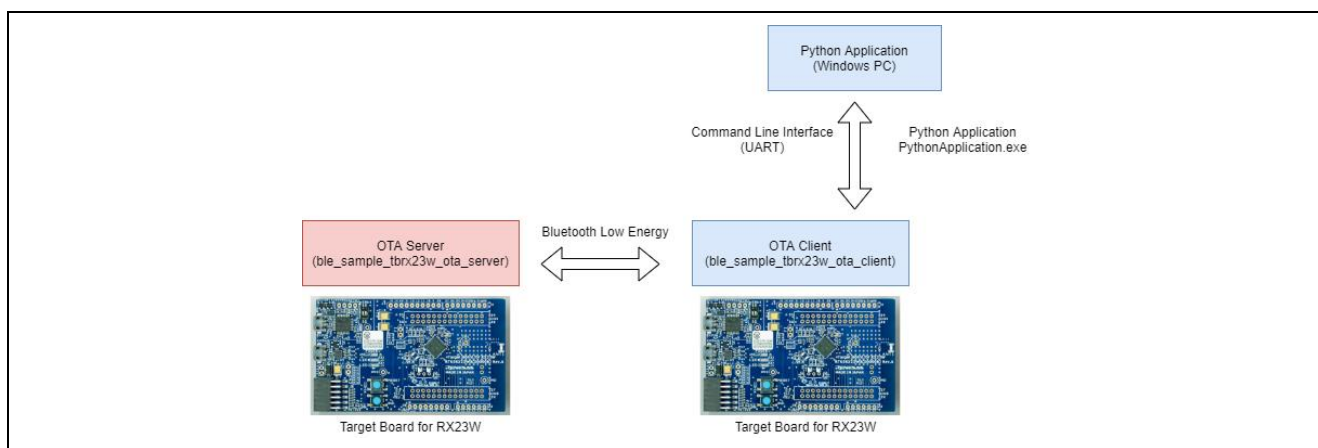 Python Application
(Windows PC)
Command Line Interface
(UART)
Python Application
PythonApplication.exe
OTA Server
(ble_sample_tbrx23w_ota_server)
Bluetooth Low Energy
OTA Client
(ble_sample_tbrx23w_ota_client)
Target Board for RX23W
Target Board for RX23W